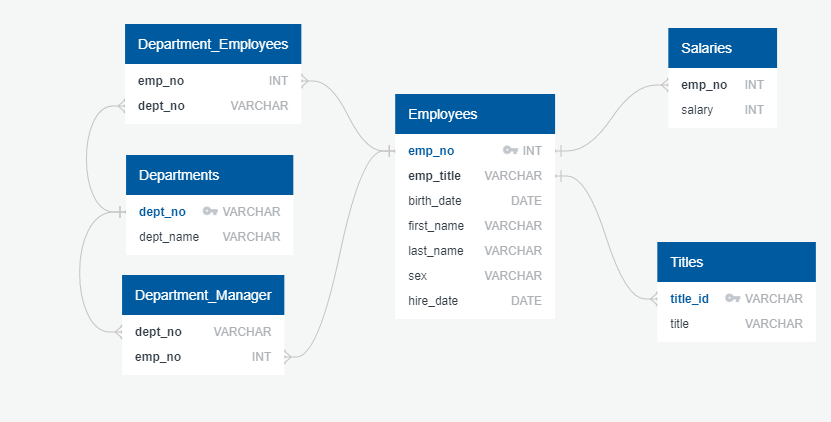 Department_Employees
emp_no INT
dept_no VARCHAR
Departments
dept_no VARCHAR
dept_name VARCHAR
Department_Manager
dept_no VARCHAR
emp_no INT
Employees
emp_no INT
emp_title VARCHAR
birth_date DATE
first_name VARCHAR
last_name VARCHAR
sex VARCHAR
hire_date DATE
Salaries
emp_no INT
salary INT
Titles
title_id VARCHAR
title VARCHAR